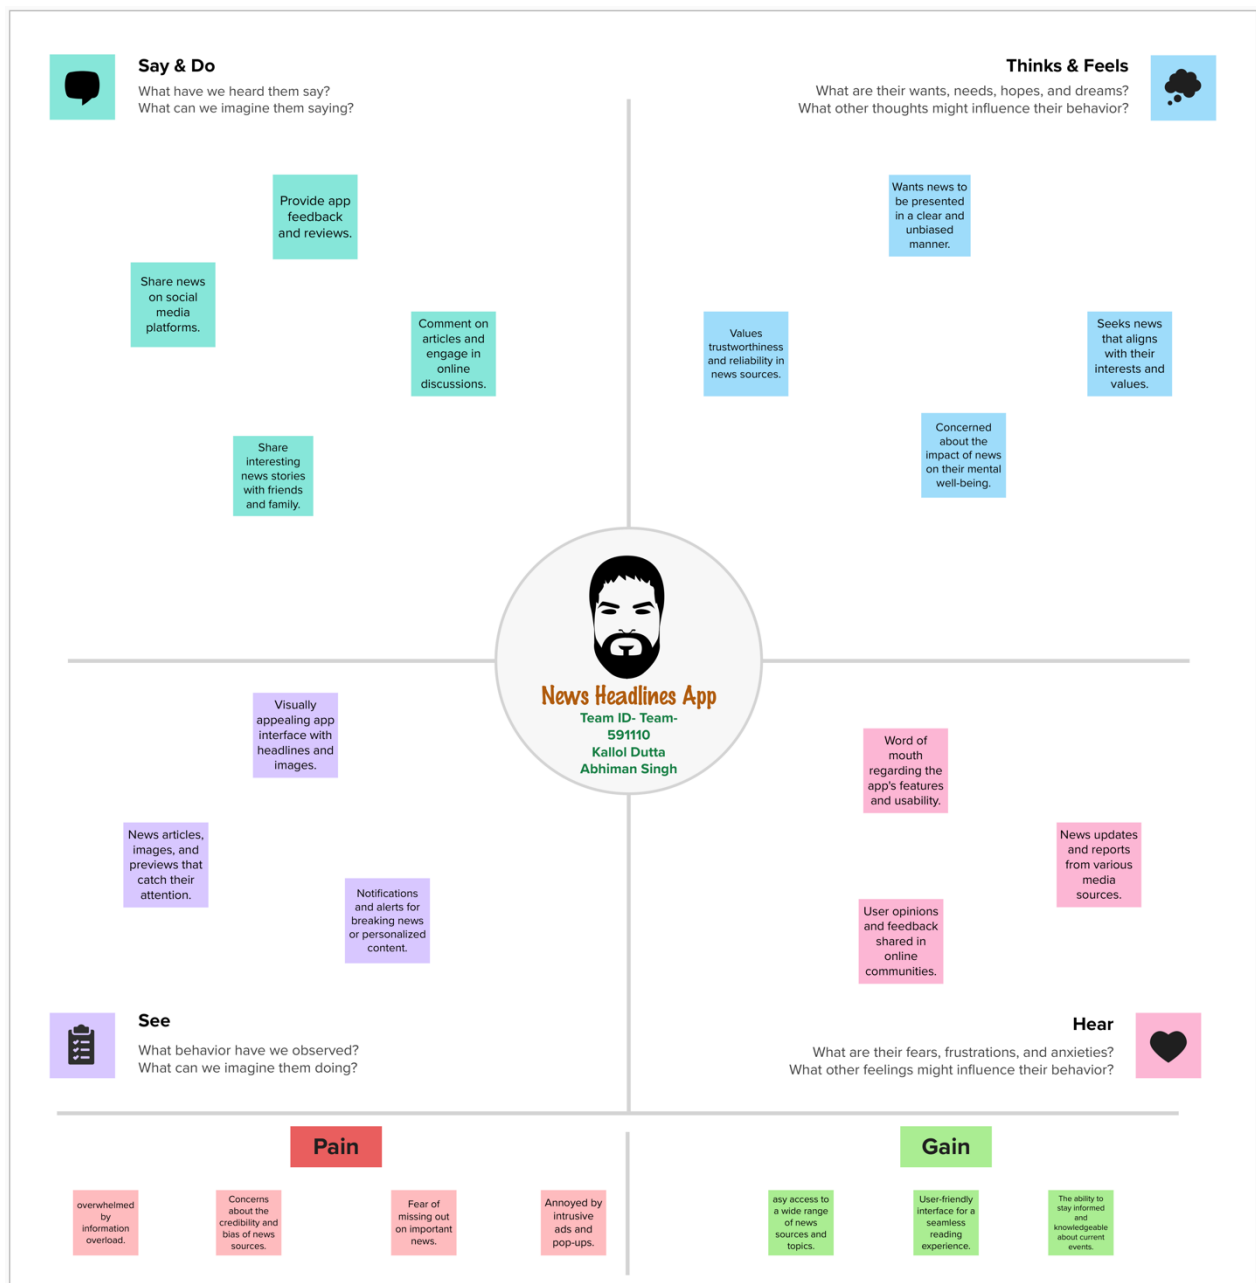 Say & Do
What have we heard them say?
What can we imagine them saying?
Thinks & Feels
What are their wants, needs, hopes, and dreams?
What other thoughts might influence their behavior?
Provide app
feedback
and reviews.
Share news
on social
media
platforms.
Comment on
articles and
engage in
online
discussions.
Share
interesting
news stories
with friends
and family.
Wants news to
be presented
in a clear and
unbiased
manner.
Values
trustworthiness
and reliability in
news sources.
Seeks news
that aligns
with their
interests and
values.
Concerned
about the
impact of news
on their mental
well-being.
News Headlines App
Team ID- Team-
591110
Kallol Dutta
Abhiman Singh
Visually
appealing app
interface with
headlines and
images.
News articles,
images, and
previews that
catch their
attention.
Notifications
and alerts for
breaking news
or personalized
content.
Word of
mouth
regarding the
app's features
and usability.
News updates
and reports
from various
media
sources.
User opinions
and feedback
shared in
online
communities.
See
What behavior have we observed?
What can we imagine them doing?
Hear
What are their fears, frustrations, and anxieties?
What other feelings might influence their behavior?
Pain
overwhelmed
by
information
overload.
Concerns
about the
credibility and
bias of news
sources.
Fear of
missing out
on important
news.
Annoyed by
intrusive
ads and
pop-ups.
Gain
asy access to
a wide range
of news
sources and
topics.
User-friendly
interface for a
seamless
reading
experience.
The ability to
stay informed
and
knowledgeable
about current
events.